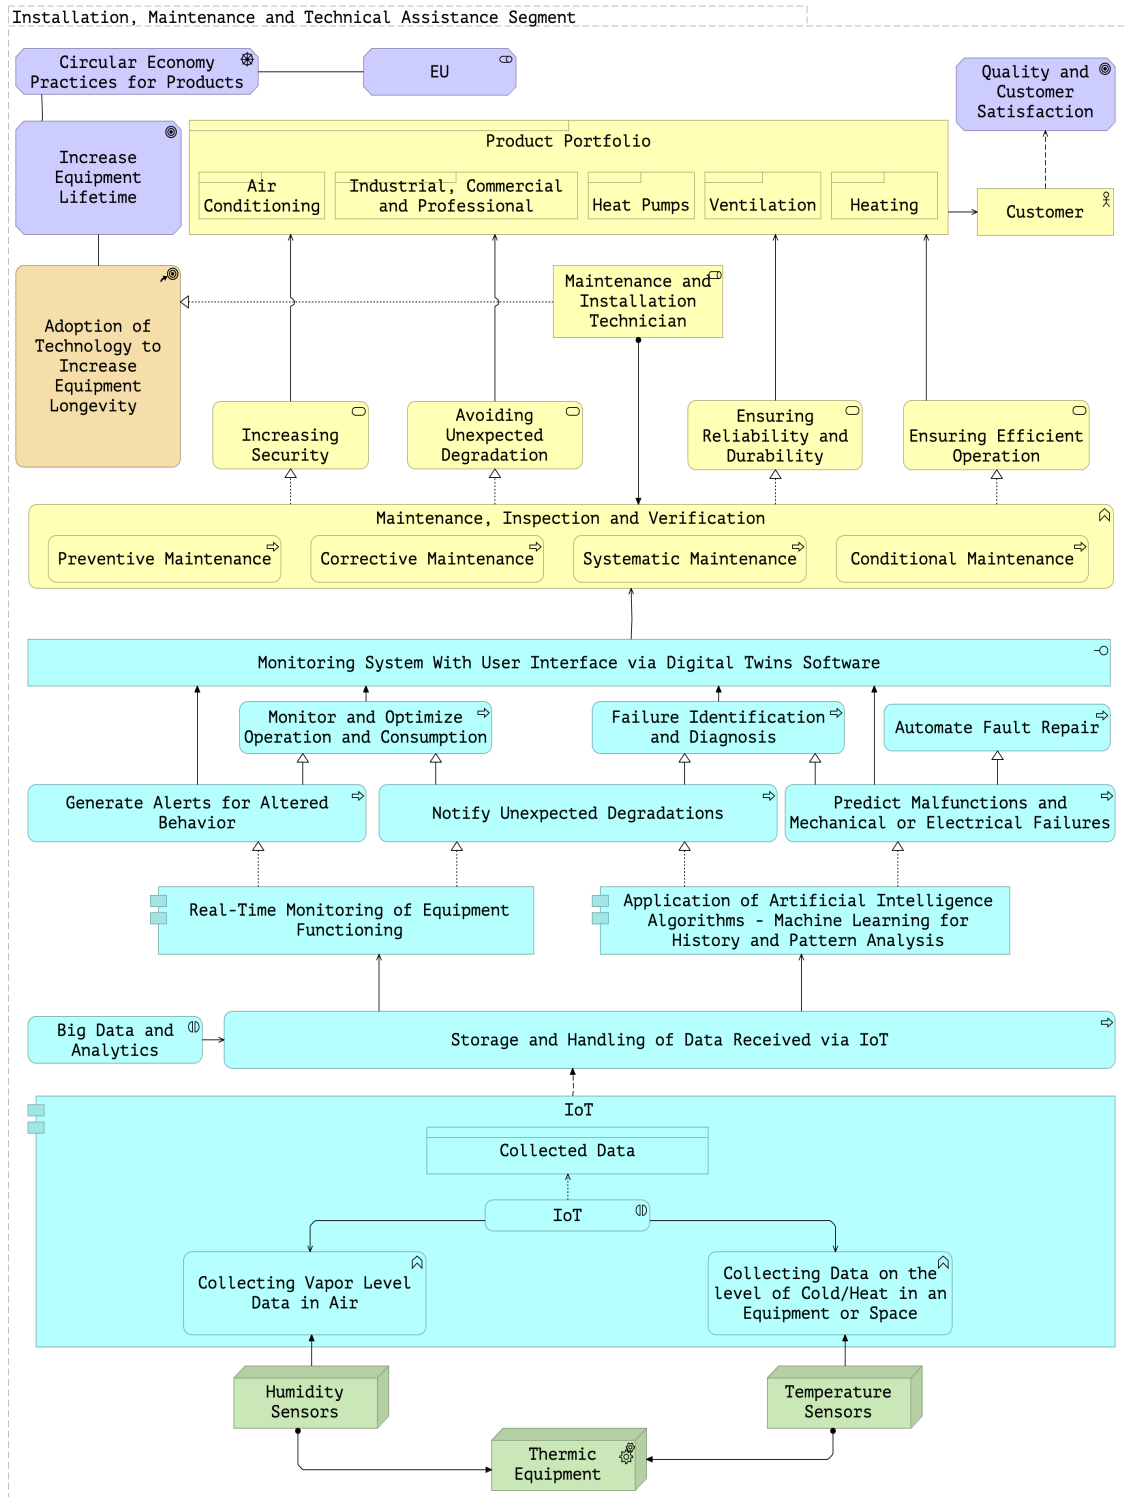 Installation, Maintenance and Technical Assistance Segment
Circular Economy
Practices for Products
EU
Quality and
Customer
Satisfaction
Increase
Equipment
Lifetime
Product Portfolio
Air
Conditioning
Industrial, Commercial
and Professional
Heat Pumps
Ventilation
Heating
Customer
Adoption of
Technology to
Increase
Equipment
Longevity
Maintenance and
Installation
Technician
Increasing
Security
Avoiding
Unexpected
Degradation
Ensuring
Reliability and
Durability
Ensuring Efficient
Operation
Maintenance, Inspection and Verification
Preventive Maintenance
Corrective Maintenance
Systematic Maintenance
Conditional Maintenance
Monitoring System With User Interface via Digital Twins Software
Monitor and Optimize
Operation and Consumption
Failure Identification
and Diagnosis
Automate Fault Repair
Generate Alerts for Altered
Behavior
Notify Unexpected Degradations
Predict Malfunctions and
Mechanical or Electrical Failures
Real-Time Monitoring of Equipment
Functioning
Application of Artificial Intelligence
Algorithms - Machine Learning for
History and Pattern Analysis
Big Data and
Analytics
Storage and Handling of Data Received via IoT
IoT
Collected Data
IoT
Collecting Vapor Level
Data in Air
Collecting Data on the
level of Cold/Heat in an
Equipment or Space
Humidity
Sensors
Temperature
Sensors
Thermic
Equipment